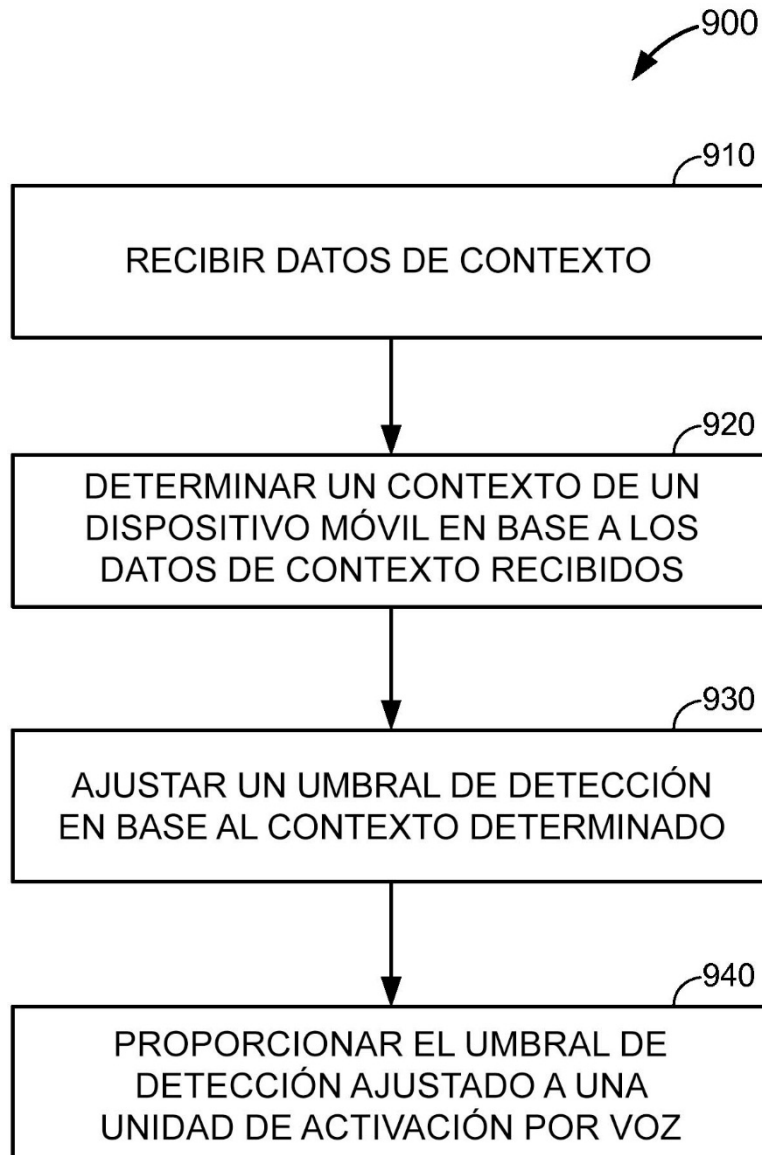 900
910
RECIBIR DATOS DE CONTEXTO
920
DETERMINAR UN CONTEXTO DE UN
DISPOSITIVO MÓVIL EN BASE A LOS
DATOS DE CONTEXTO RECIBIDOS
930
AJUSTAR UN UMBRAL DE DETECCIÓN
EN BASE AL CONTEXTO DETERMINADO
940
PROPORCIONAR EL UMBRAL DE
DETECCIÓN AJUSTADO A UNA
UNIDAD DE ACTIVACIÓN POR VOZ